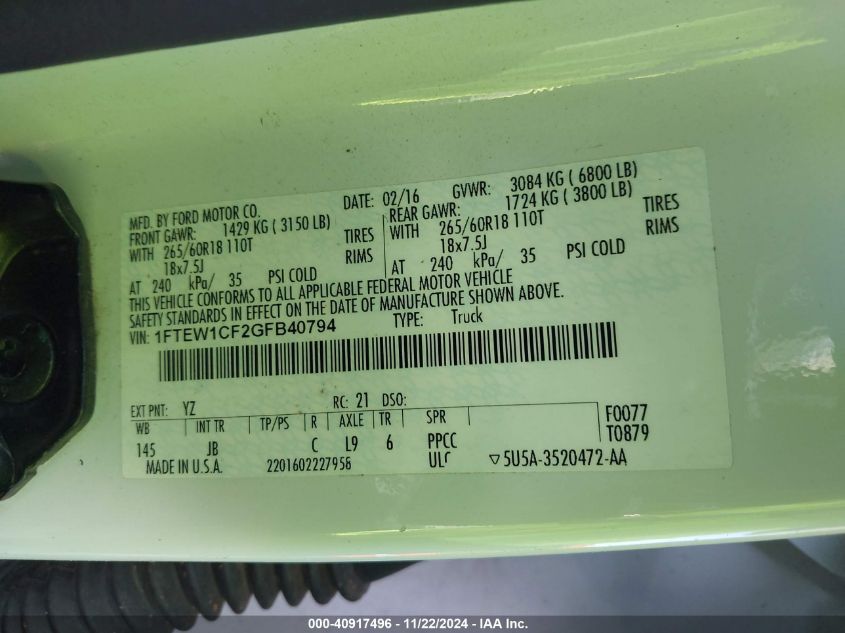 MFD. BY FORD MOTOR CO. DATE: 02/16 GVWR: 3084 KG ( 6800 LB)
FRONT GAWR: 1429 KG ( 3150 LB) REAR GAWR: 1724 KG ( 3800 LB)
WITH 265/60R18 110T TIRES WITH 265/60R18 110T TIRES
18x7.5J RIMS 18x7.5J RIMS
AT 240 kPa/ 35 PSI COLD AT 240 kPa/ 35 PSI COLD
THIS VEHICLE CONFORMS TO ALL APPLICABLE FEDERAL MOTOR VEHICLE
SAFETY STANDARDS IN EFFECT ON THE DATE OF MANUFACTURE SHOWN ABOVE.
VIN: 1FTEW1CF2GFB40794 TYPE: Truck
EXT PNT: YZ RC: 21 DSO:
WB INT TR TP/PS R AXLE TR SPR F0077
145 JB C L9 6 PPCC T0879
MADE IN U.S.A. 2201602227956 ▽5U5A-3520472-AA
000-40917496 - 11/22/2024 - IAA Inc.